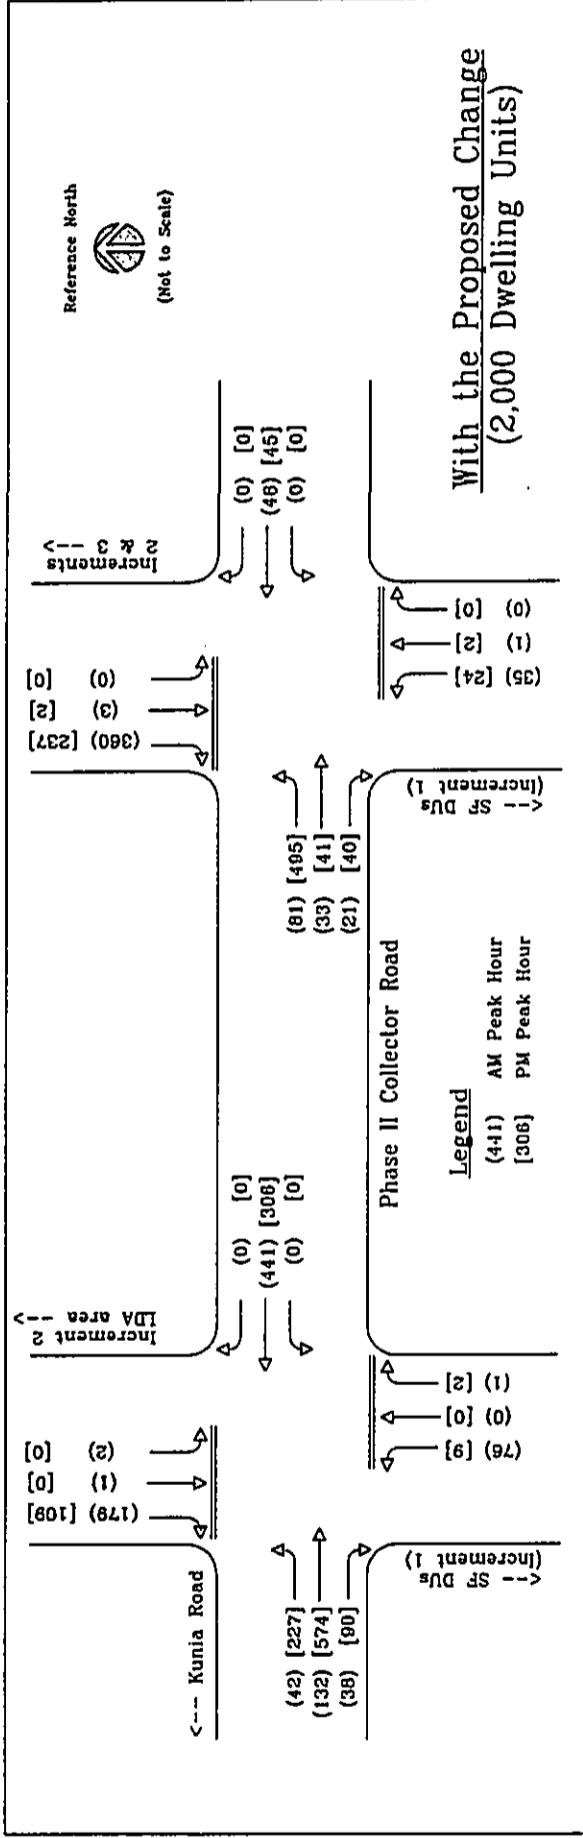 Reference North
(Not to Scale)
<--- Kunia Road
(179) [109]
(1) [0]
(2) [0]
Increment 2
LDA area --->
(42) [227]
(132) [574]
(38) [90]
(0) [0]
(441) [306]
(0) [0]
(76) [9]
(0) [0]
(1) [2]
<--- SF DUs
(Increment 1)
(360) [237]
(3) [2]
(0) [0]
Increments
2 & 3 --->
(81) [495]
(33) [41]
(21) [40]
(0) [0]
(46) [45]
(0) [0]
(35) [24]
(1) [2]
(0) [0]
<--- SF DUs
(Increment 1)
Phase II Collector Road
Legend
(441) AM Peak Hour
[306] PM Peak Hour
With the Proposed Change
(2,000 Dwelling Units)